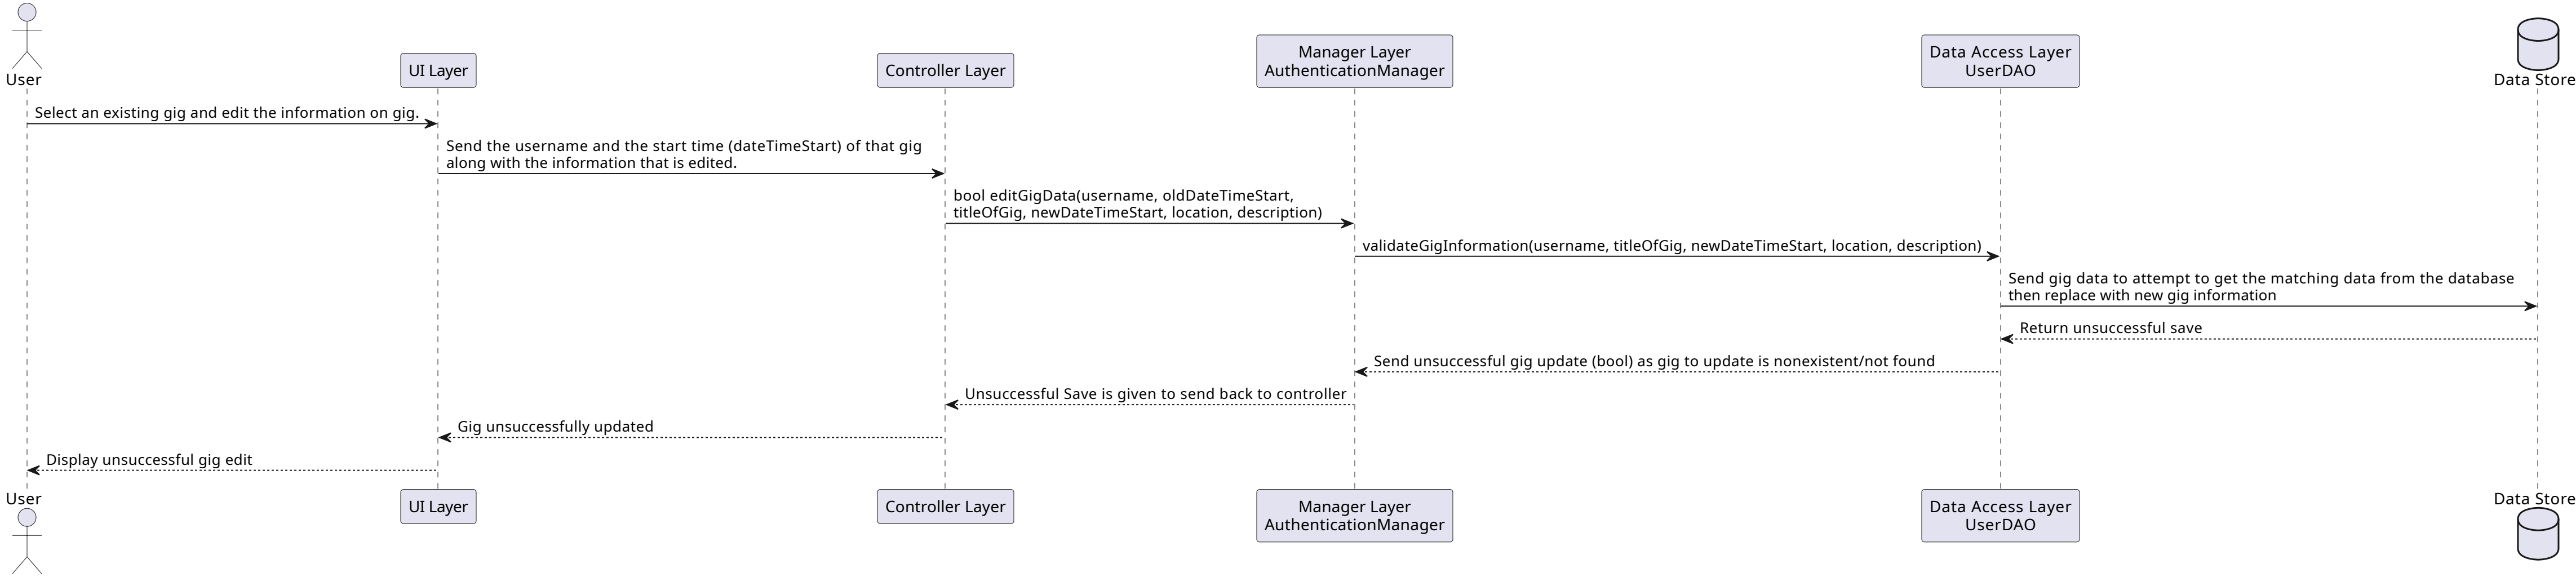 User
UI Layer
Controller Layer
Manager Layer
AuthenticationManager
Data Access Layer
UserDAO
Data Store
Select an existing gig and edit the information on gig.
Send the username and the start time (dateTimeStart) of that gig
along with the information that is edited.
bool editGigData(username, oldDateTimeStart,
titleOfGig, newDateTimeStart, location, description)
validateGigInformation(username, titleOfGig, newDateTimeStart, location, description)
Send gig data to attempt to get the matching data from the database
then replace with new gig information
Return unsuccessful save
Send unsuccessful gig update (bool) as gig to update is nonexistent/not found
Unsuccessful Save is given to send back to controller
Gig unsuccessfully updated
Display unsuccessful gig edit
User
UI Layer
Controller Layer
Manager Layer
AuthenticationManager
Data Access Layer
UserDAO
Data Store